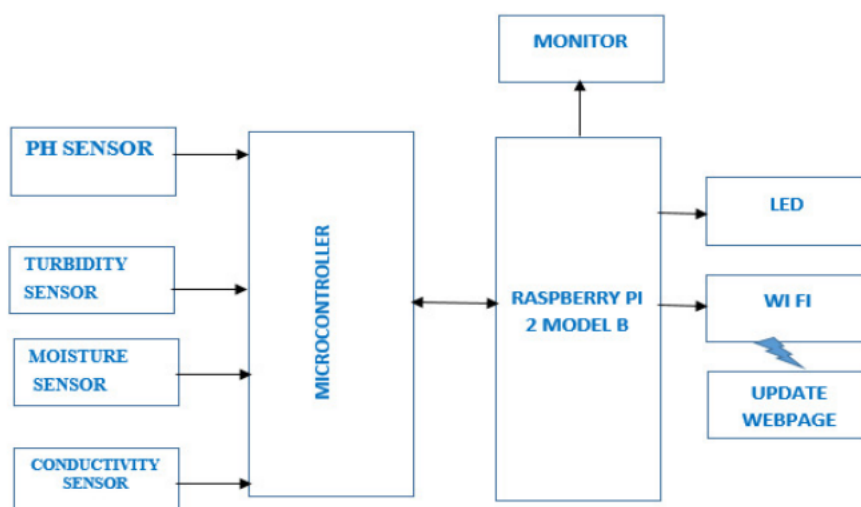 MONITOR
PH SENSOR
TURBIDITY
SENSOR
MOISTURE
SENSOR
CONDUCTIVITY
SENSOR
MICROCONTROLLER
RASPBERRY PI
2 MODEL B
LED
WI FI
UPDATE
WEBPAGE